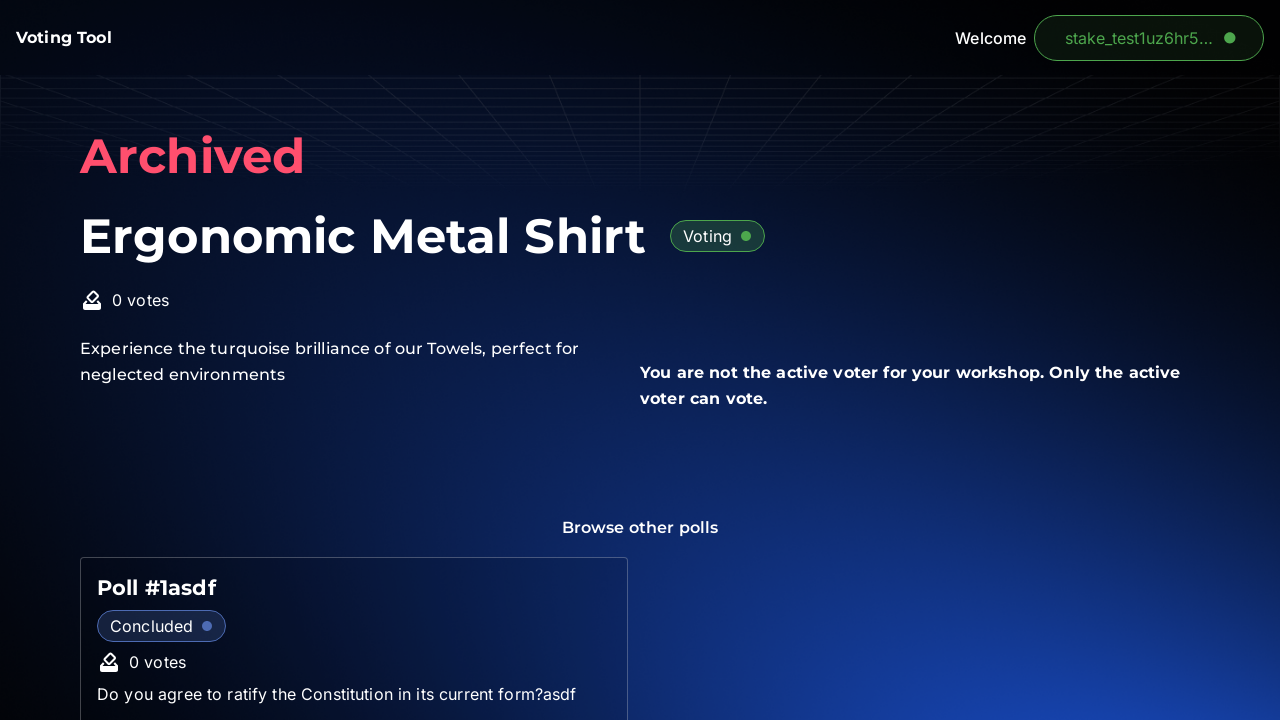 Voting Tool
Welcome
stake_test1uz6hr5...
Archived
Ergonomic Metal Shirt
Voting
0 votes
Experience the turquoise brilliance of our Towels, perfect for
neglected environments
You are not the active voter for your workshop. Only the active
voter can vote.
Browse other polls
Poll #1asdf
Concluded
0 votes
Do you agree to ratify the Constitution in its current form?asdf